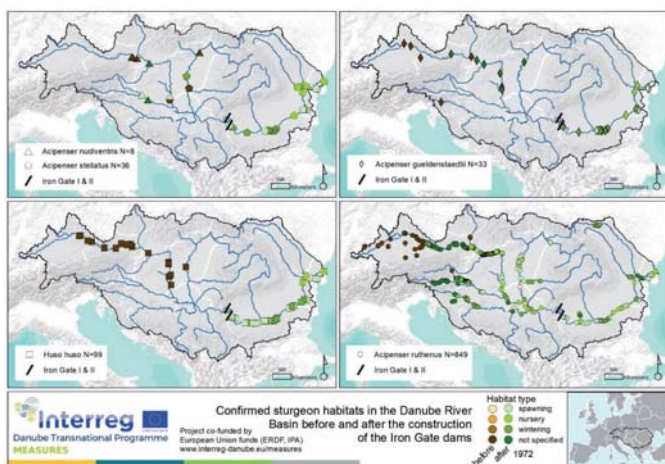 Acipenser nudiventris N=8
Acipenser stellatus N=36
Iron Gate I & II
Acipenser gueldenstaedtii N=33
Iron Gate I & II
Huso huso N=99
Iron Gate I & II
Acipenser ruthenus N=849
Iron Gate I & II
Interreg
Danube Transnational Programme
MEASURES
Project co-funded by
European Union funds (ERDF, IPA)
www.interreg-danube.eu/measures
Confirmed sturgeon habitats in the Danube River
Basin before and after the construction
of the Iron Gate dams
Habitat type
spawning
nursery
wintering
not specified
before
after
1972